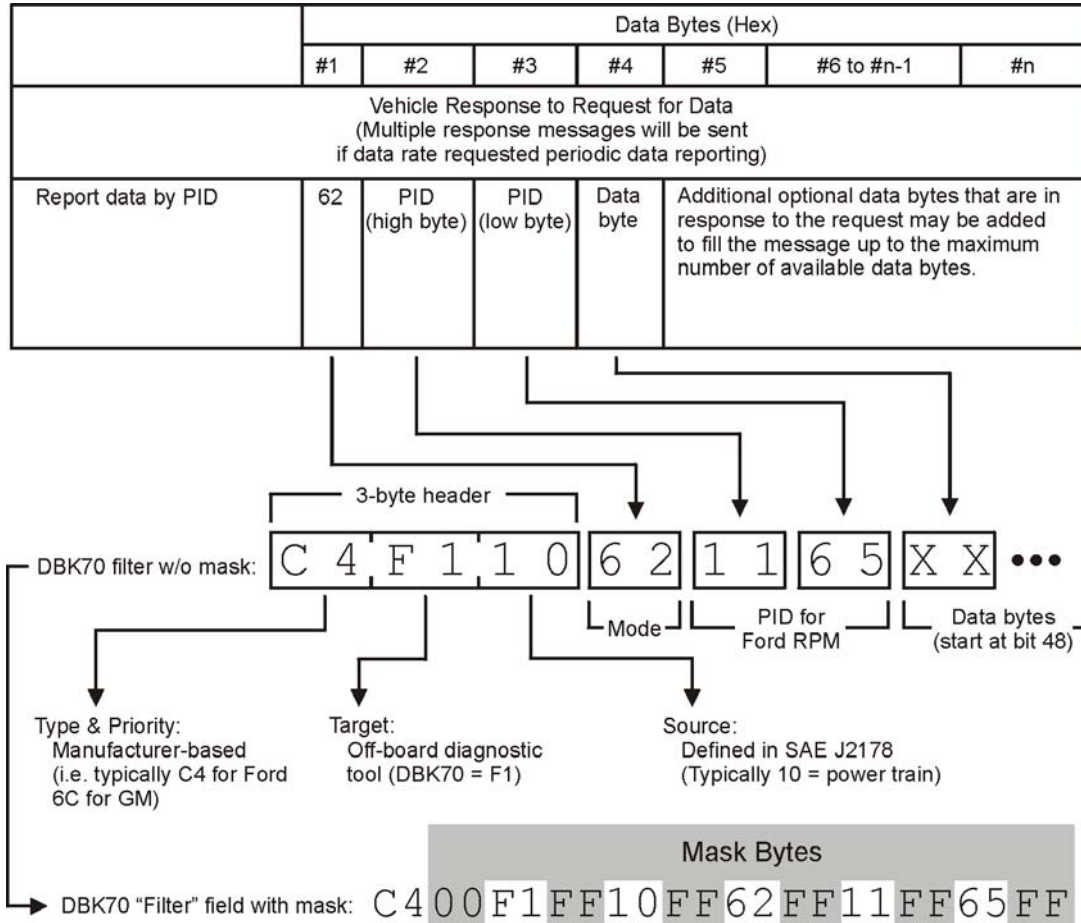 Data Bytes (Hex)
#1 #2 #3 #4 #5 #6 to #n-1 #n
Vehicle Response to Request for Data
(Multiple response messages will be sent
if data rate requested periodic data reporting)
Report data by PID
62
PID
(high byte)
PID
(low byte)
Data
byte
Additional optional data bytes that are in
response to the request may be added
to fill the message up to the maximum
number of available data bytes.
3-byte header
DBK70 filter w/o mask: C 4 F 1 1 0 6 2 1 1 6 5 X X •••
Mode
PID for
Ford RPM
Data bytes
(start at bit 48)
Type & Priority:
Manufacturer-based
(i.e. typically C4 for Ford
6C for GM)
Target:
Off-board diagnostic
tool (DBK70 = F1)
Source:
Defined in SAE J2178
(Typically 10 = power train)
Mask Bytes
DBK70 "Filter" field with mask: C400F1FF10FF62FF11FF65FF